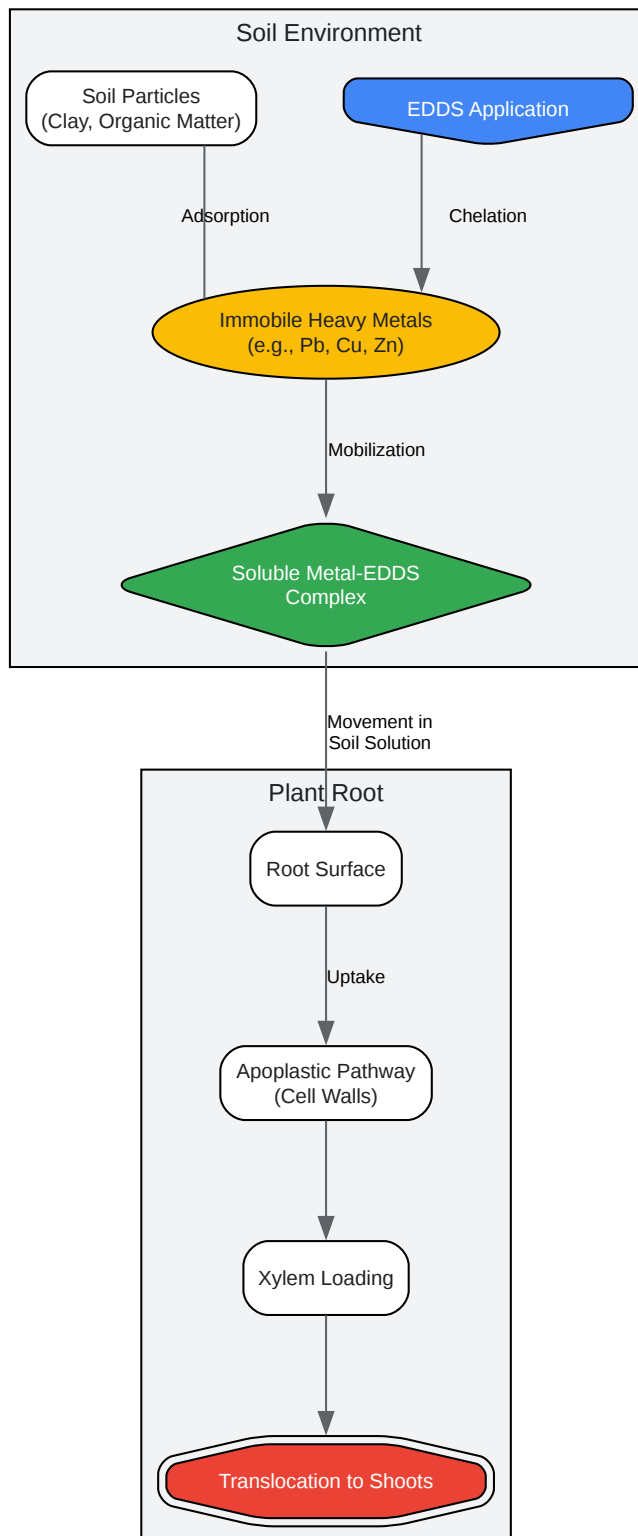 Soil Environment
Soil Particles
(Clay, Organic Matter)
EDDS Application
Adsorption
Chelation
Immobile Heavy Metals
(e.g., Pb, Cu, Zn)
Mobilization
Soluble Metal-EDDS
Complex
Movement in
Soil Solution
Plant Root
Root Surface
Uptake
Apoplastic Pathway
(Cell Walls)
Xylem Loading
Translocation to Shoots